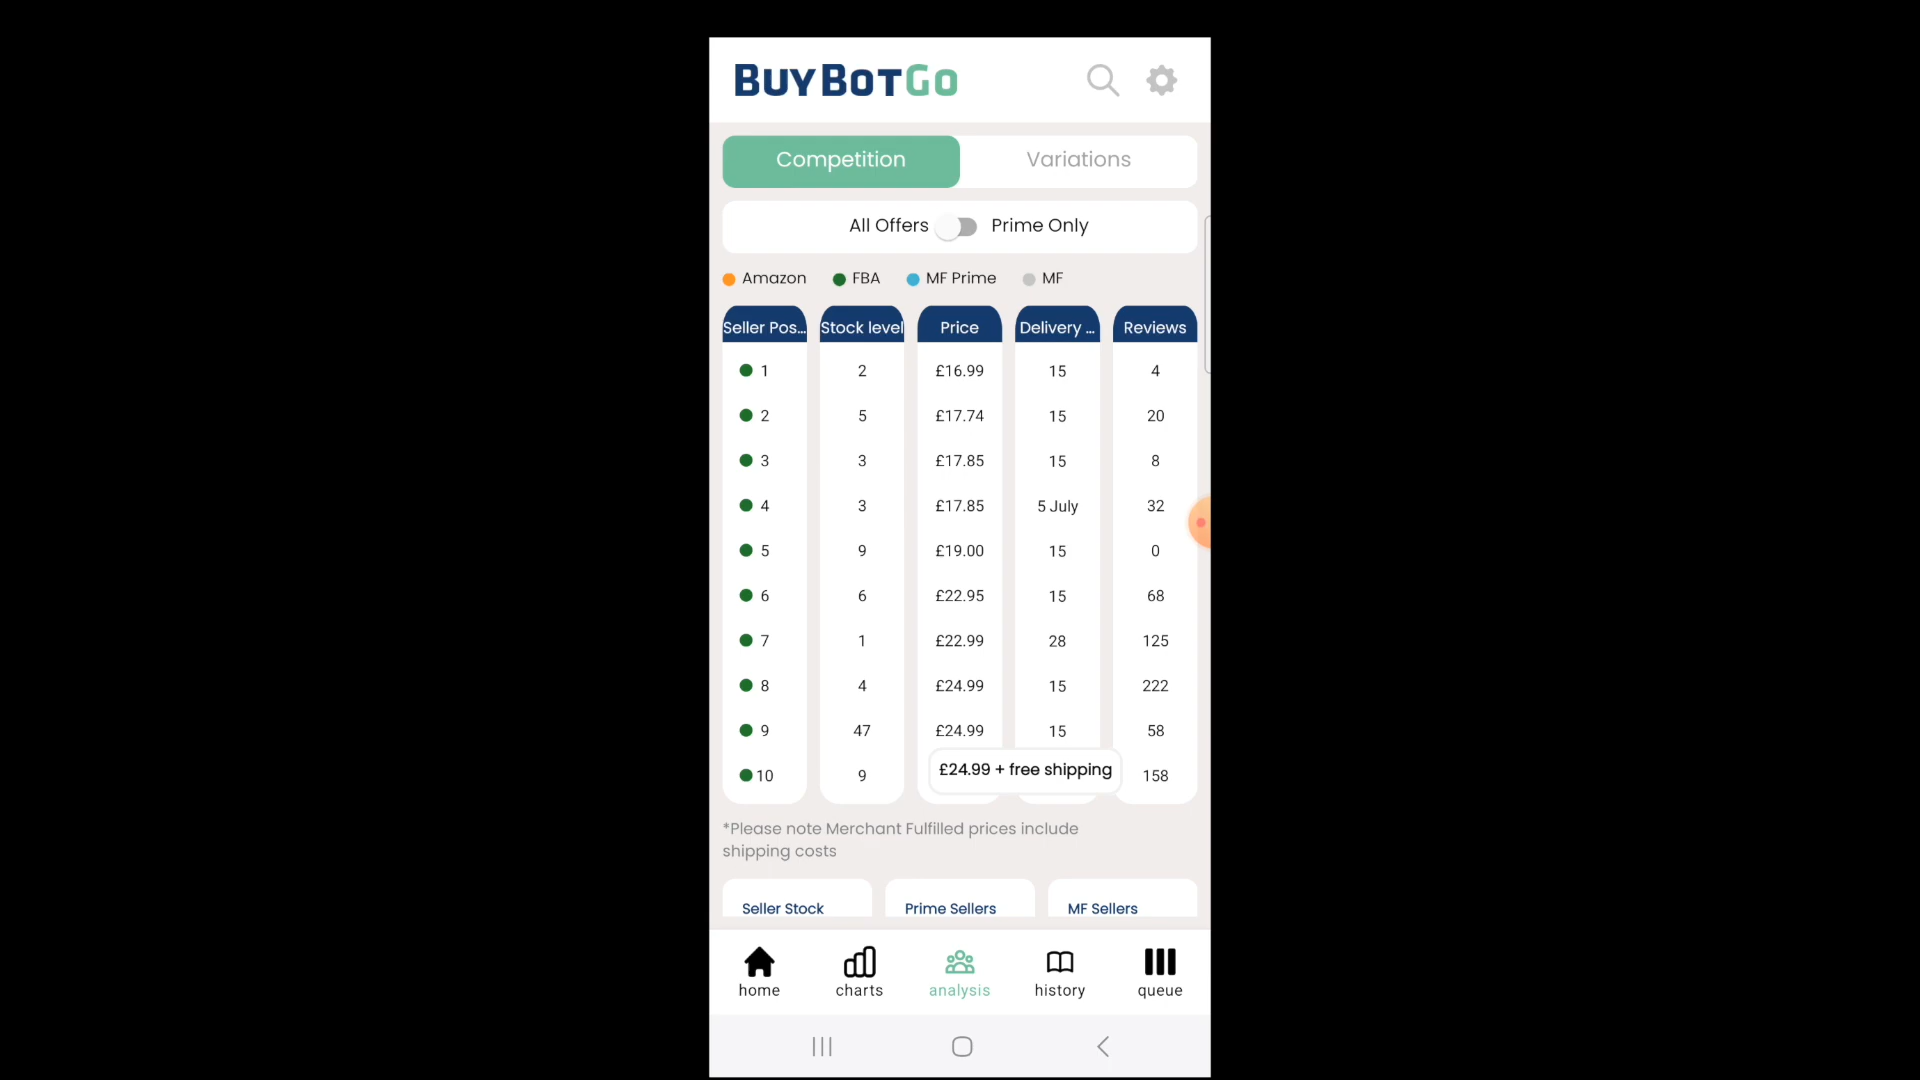 BUYBOTGO
Competition Variations
All Offers Prime Only
Amazon FBA MF Prime MF
Seller Pos... Stock level Price Delivery ... Reviews
1 2 £16.99 15 4
2 5 £17.74 15 20
3 3 £17.85 15 8
4 3 £17.85 5 July 32
5 9 £19.00 15 0
6 6 £22.95 15 68
7 1 £22.99 28 125
8 4 £24.99 15 222
9 47 £24.99 15 58
10 9 £24.99 + free shipping 158
*Please note Merchant Fulfilled prices include
shipping costs
Seller Stock Prime Sellers MF Sellers
home charts analysis history queue